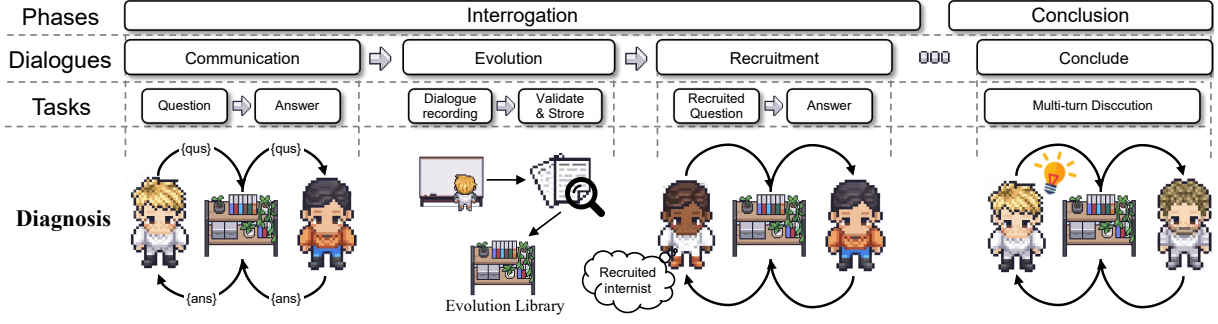 Phases
Interrogation
Conclusion
Dialogues
Communication
Evolution
Recruitment
Conclude
Tasks
Question
Answer
Dialogue
recording
Validate
& Strore
Recruited
Question
Answer
Multi-turn Disccution
{qus}
{qus}
Diagnosis
{ans}
{ans}
Evolution Library
Recruited
internist